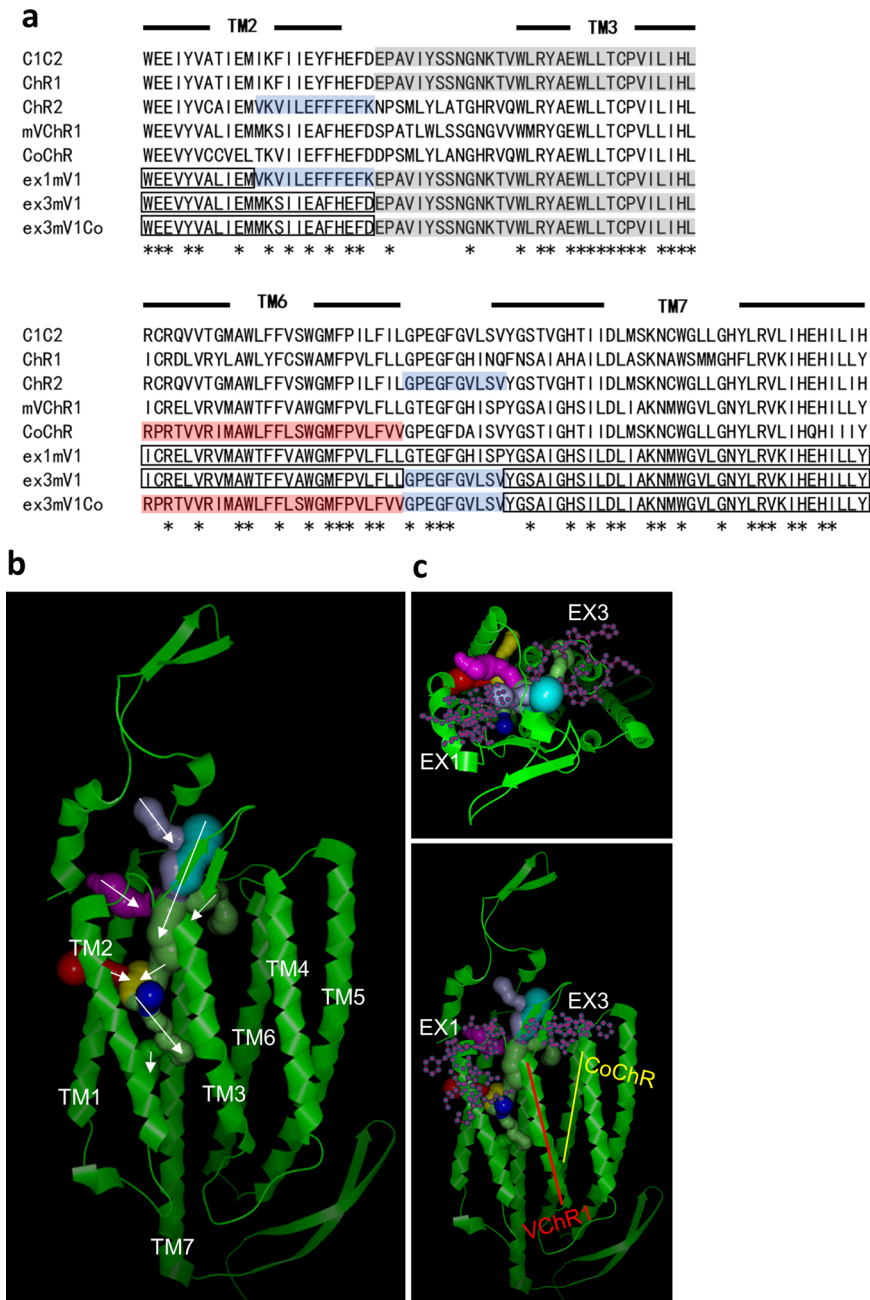 a
TM2 TM3
C1C2 WEEIYVATIEMIKFIIEYFHEFDEPAVIYSSNGNKTVWLRYAEWLLTCPVILIHL
ChR1 WEEIYVATIEMIKFIIEYFHEFDEPAVIYSSNGNKTVWLRYAEWLLTCPVILIHL
ChR2 WEEIYVCAIEMVKVILEFFFEFKNPSMLYLATGHRVQWLRYAEWLLTCPVILIHL
mVChR1 WEEVYVALIEMMKSIIEAFHEFDSPATLWLSSGNGVVWMRYGEWLLTCPVLLIHL
CoChR WEEVYVCCVELTKVIIEYFHEFDDPSMLYLANGHRVQWLRYAEWLLTCPVILIHL
ex1mV1 WEEVYVALIEMVKVILEFFFEFKEPAVIYSSNGNKTVWLRYAEWLLTCPVILIHL
ex3mV1 WEEVYVALIEMMKSIIEAFHEFDEPAVIYSSNGNKTVWLRYAEWLLTCPVILIHL
ex3mV1Co WEEVYVALIEMMKSIIEAFHEFDEPAVIYSSNGNKTVWLRYAEWLLTCPVILIHL
*** ** * * * * ** * * * ** ******* ****
TM6 TM7
C1C2 RCRQVVTGMAWLFFVSWGMFPILFILGPEGFGVLSVYGSTVGHTIIDLMSKNCWGLLGHYLRVLIHEHILIH
ChR1 ICRDLVRYLAWLYFCSWAMFPVLFLLGPEGFGHINQFNSAIAHAILDLASKNAWSMMGHFLRVKIHEHILLY
ChR2 RCRQVVTGMAWLFFVSWGMFPILFILGPEGFGVLSVYGSTVGHTIIDLMSKNCWGLLGHYLRVLIHEHILIH
mVChR1 ICRELVRVMAWTFFVAWGMFPVLFLLGTEGFGHISPYGSAIGHSILDLIAKNMWGVLGNYLRVKIHEHILLY
CoChR RPRTVVRIMAWLFFLSWGMFPVLFVVGPEGFDAISVYGSTIGHTIIDLMSKNCWGLLGHYLRVLIHQHIIIY
ex1mV1 ICRELVRVMAWTFFVAWGMFPVLFLLGTEGFGHISPYGSAIGHSILDLIAKNMWGVLGNYLRVKIHEHILLY
ex3mV1 ICRELVRVMAWTFFVAWGMFPVLFLLGPEGFGVLSVYGSAIGHSILDLIAKNMWGVLGNYLRVKIHEHILLY
ex3mV1Co RPRTVVRIMAWLFFLSWGMFPVLFVVGPEGFGVLSVYGSAIGHSILDLIAKNMWGVLGNYLRVKIHEHILLY
* * ** * *** ** * *** * * * ** ** * * *** * **
b
TM2
TM4
TM5
TM6
TM1
TM3
TM7
c
EX3
EX1
EX1
EX3
CoChR
VChR1